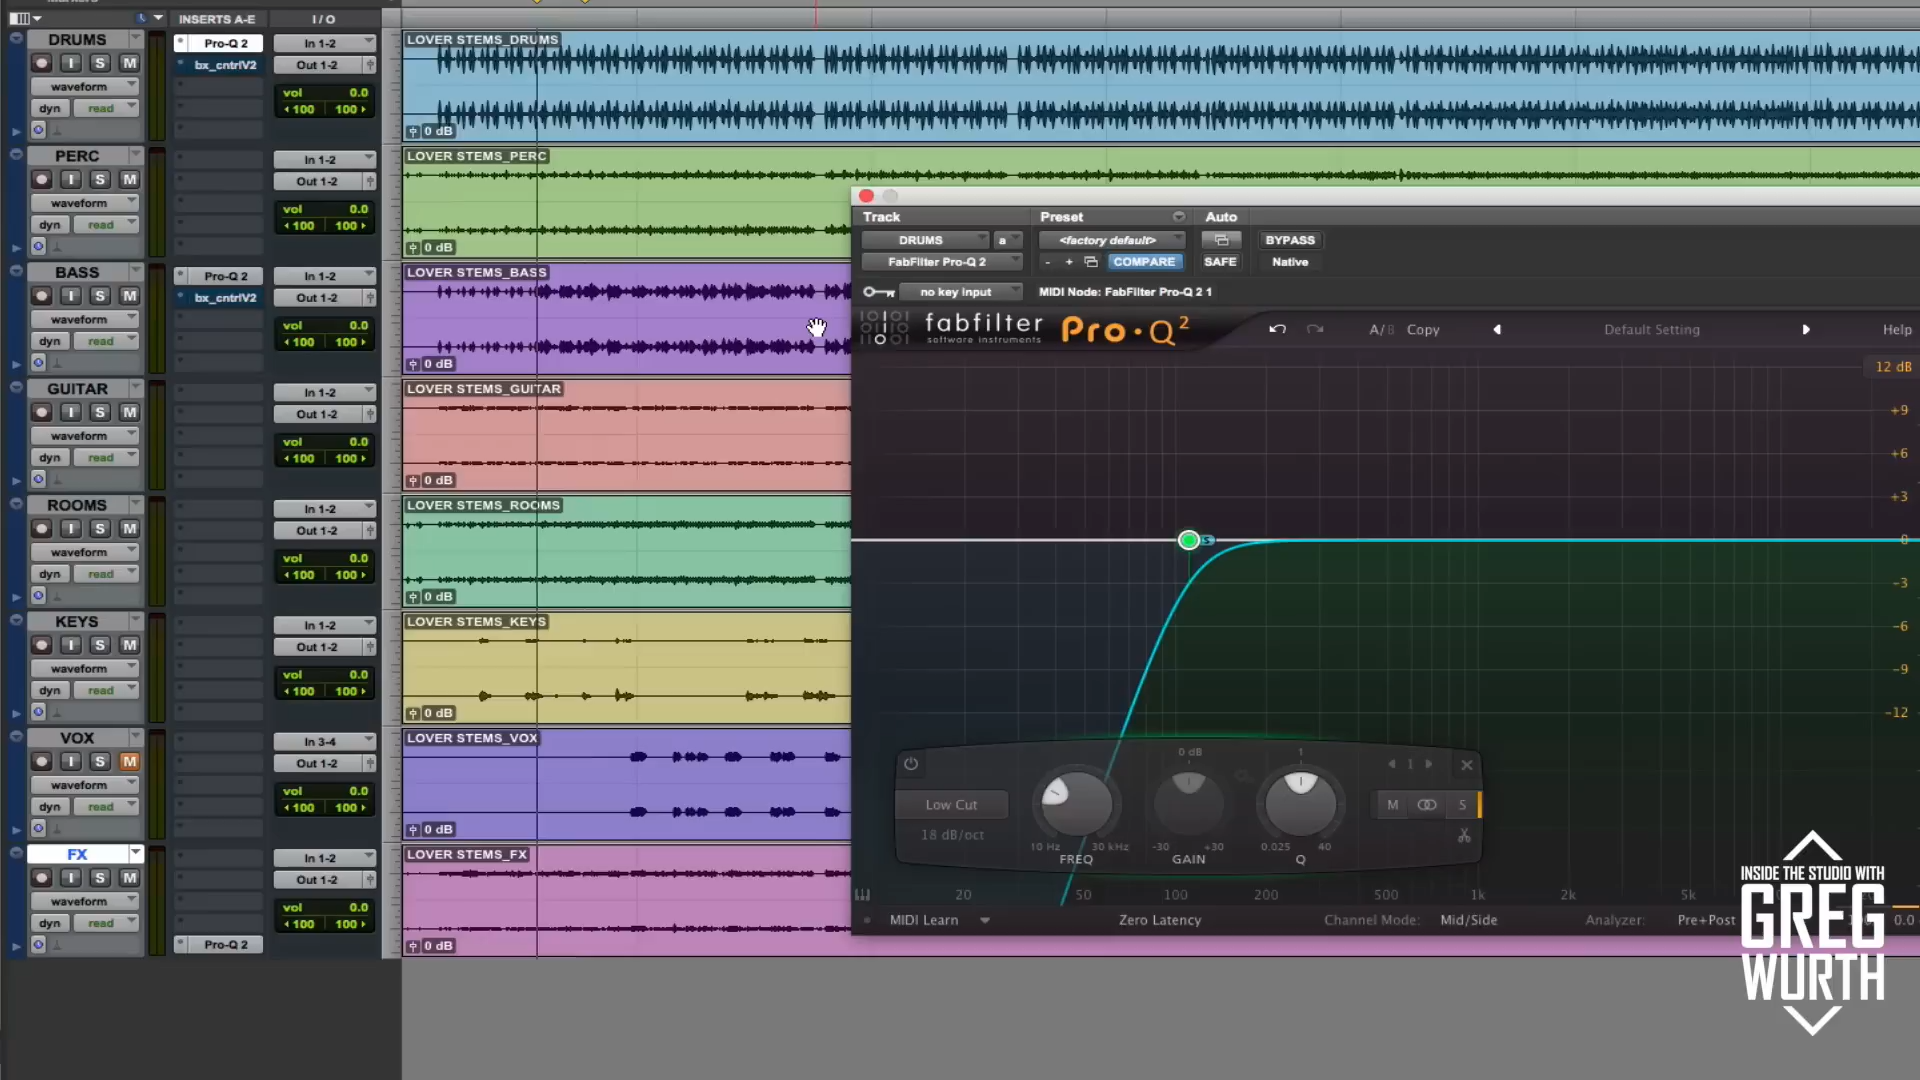 INSERTS A-E
I / O
DRUMS
I S M
waveform
dyn read
Pro-Q 2
bx_cntrlV2
In 1-2
Out 1-2
vol 0.0
100 100
LOVER STEMS_DRUMS
0 dB
PERC
I S M
waveform
dyn read
In 1-2
Out 1-2
vol 0.0
100 100
LOVER STEMS_PERC
0 dB
BASS
I S M
waveform
dyn read
Pro-Q 2
bx_cntrlV2
In 1-2
Out 1-2
vol 0.0
100 100
LOVER STEMS_BASS
0 dB
GUITAR
I S M
waveform
dyn read
In 1-2
Out 1-2
vol 0.0
100 100
LOVER STEMS_GUITAR
0 dB
ROOMS
I S M
waveform
dyn read
In 1-2
Out 1-2
vol 0.0
100 100
LOVER STEMS_ROOMS
0 dB
KEYS
I S M
waveform
dyn read
In 1-2
Out 1-2
vol 0.0
100 100
LOVER STEMS_KEYS
0 dB
VOX
I S M
waveform
dyn read
In 3-4
Out 1-2
vol 0.0
100 100
LOVER STEMS_VOX
0 dB
FX
I S M
waveform
dyn read
Pro-Q 2
In 1-2
Out 1-2
vol 0.0
100 100
LOVER STEMS_FX
0 dB
Track Preset Auto
DRUMS a <factory default> BYPASS
FabFilter Pro-Q 2 - + COMPARE SAFE Native
no key input MIDI Node: FabFilter Pro-Q 2 1
fabfilter
software instruments
Pro·Q2
A/B Copy Default Setting Help
12 dB
+9
+6
+3
S
0
-3
-6
-9
-12
0 dB 1 1
Low Cut M S
18 dB/oct
10 Hz 30 kHz -30 +30 0.025 40
FREQ GAIN Q
20 50 100 200 500 1k 2k 5k
MIDI Learn Zero Latency Channel Mode: Mid/Side Analyzer: Pre+Post 0.0
INSIDE THE STUDIO WITH
GREG
WURTH